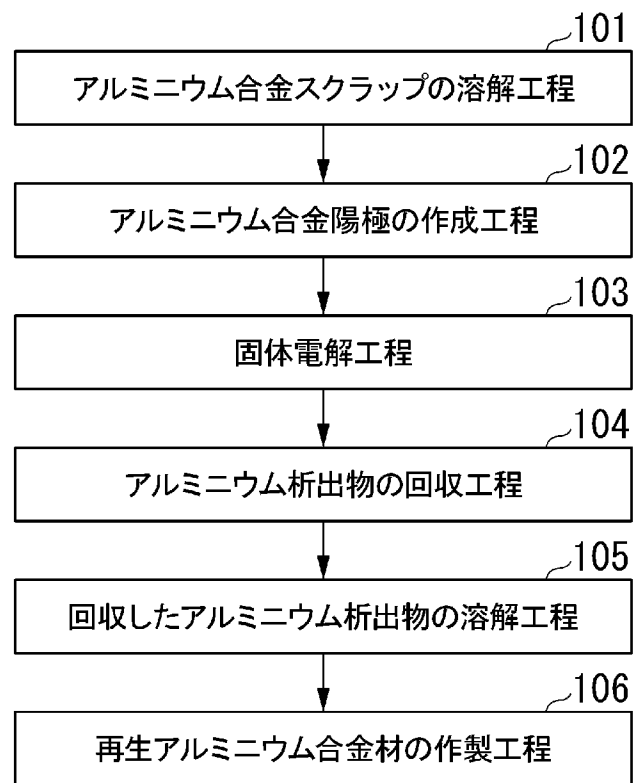 101
アルミニウム合金スクラップの溶解工程
102
アルミニウム合金陽極の作成工程
103
固体電解工程
104
アルミニウム析出物の回収工程
105
回収したアルミニウム析出物の溶解工程
106
再生アルミニウム合金材の作製工程